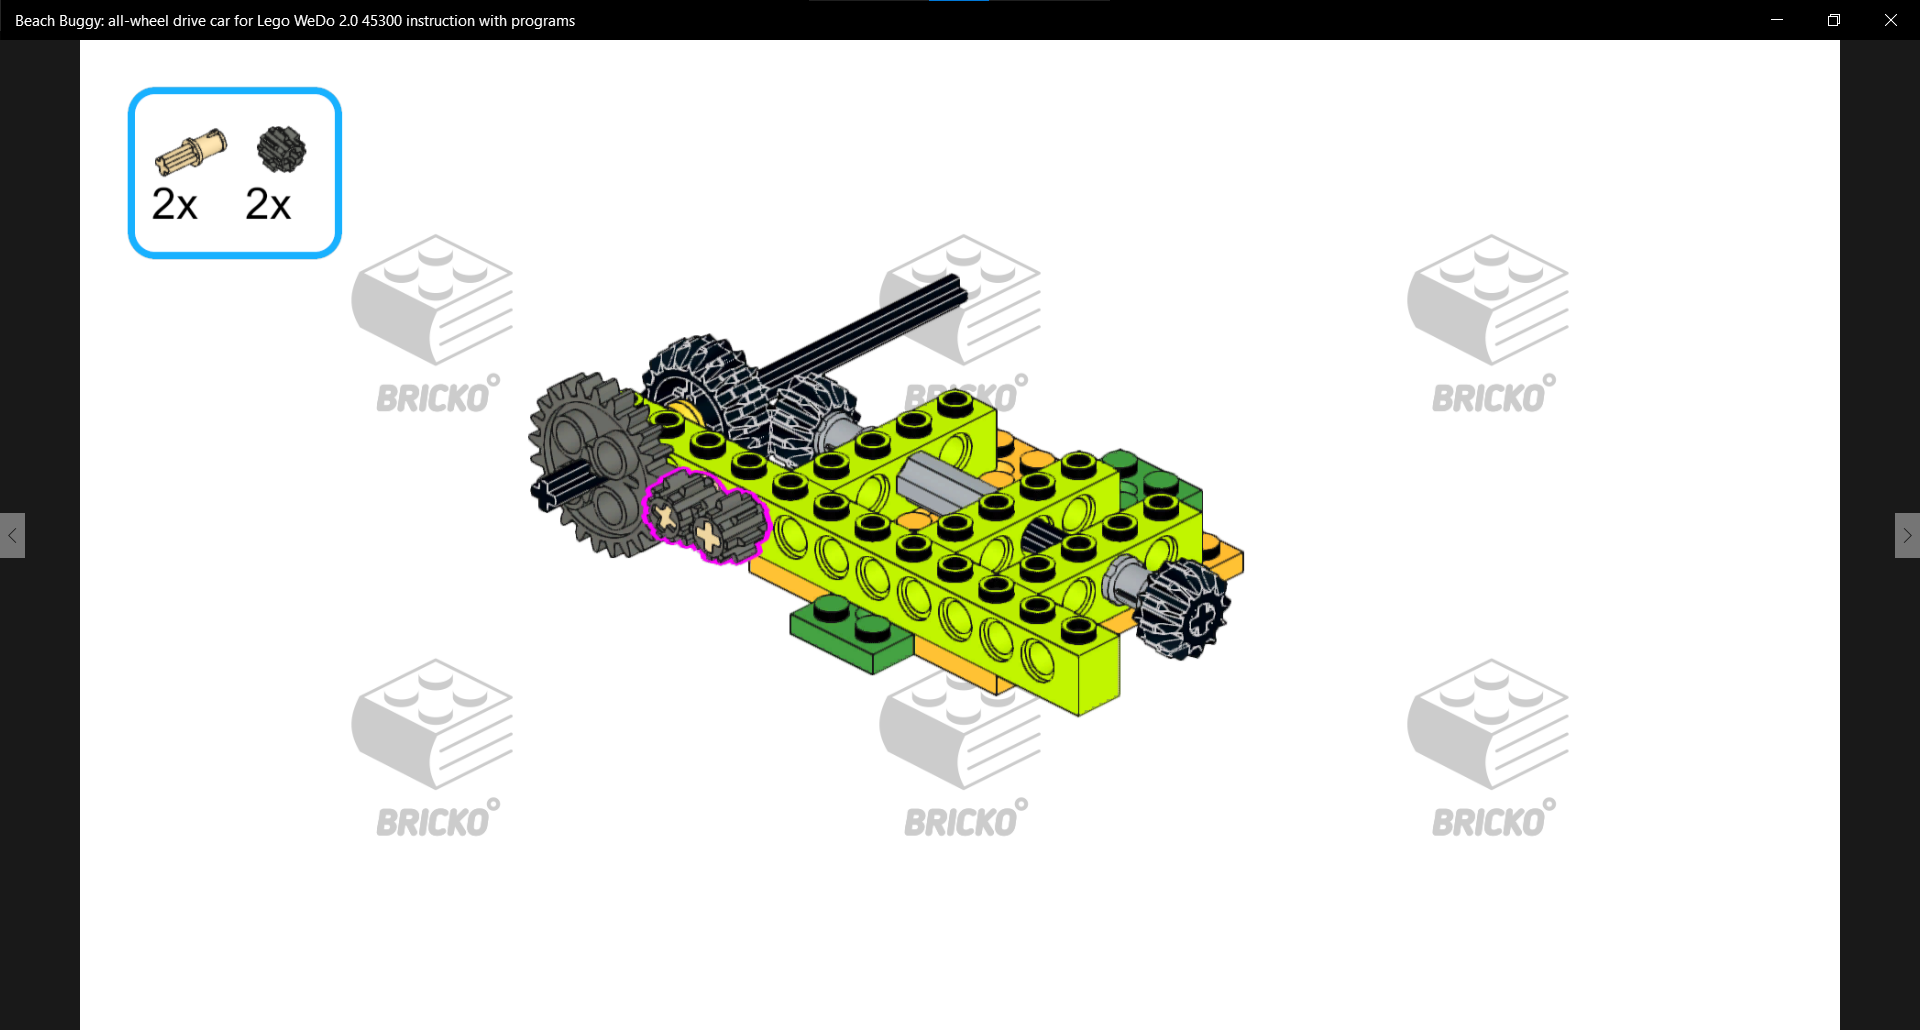 Beach Buggy: all-wheel drive car for Lego WeDo 2.0 45300 instruction with programs
2x 2x
BRICKO° BRICKO° BRICKO°
BRICKO° BRICKO° BRICKO°